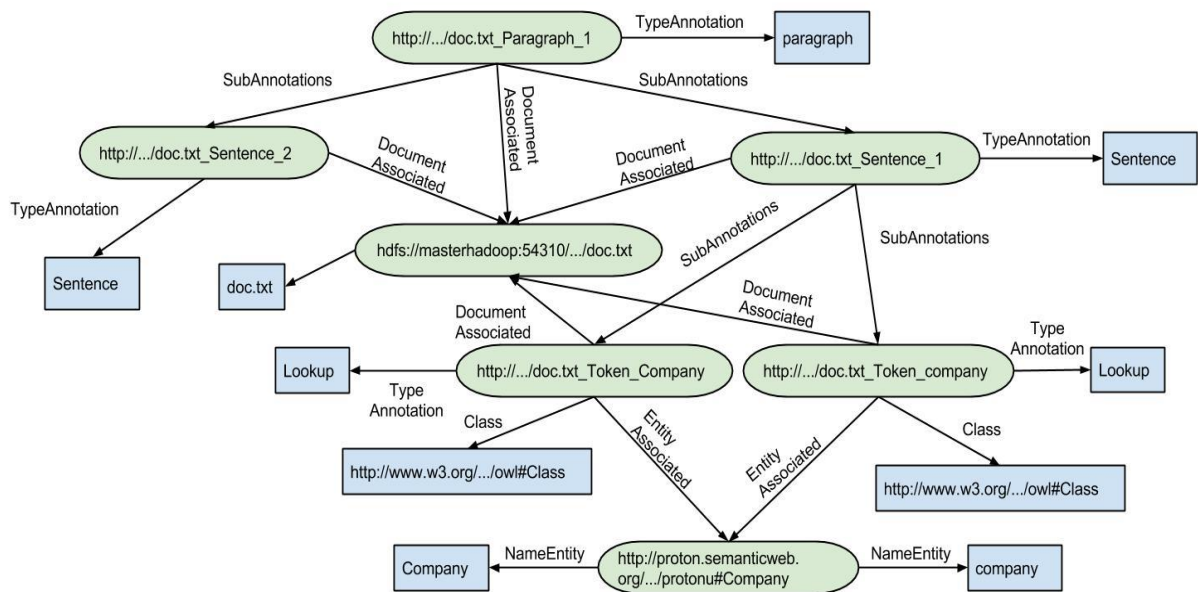 TypeAnnotation
http://.../doc.txt_Paragraph_1
paragraph
SubAnnotations
Document
Associated
SubAnnotations
http://.../doc.txt_Sentence_2
Document
Associated
Document
Associated
http://.../doc.txt_Sentence_1
TypeAnnotation
Sentence
TypeAnnotation
Sentence
doc.txt
hdfs://masterhadoop:54310/.../doc.txt
SubAnnotations
SubAnnotations
Document
Associated
Document
Associated
Type
Annotation
Lookup
Type
Annotation
http://.../doc.txt_Token_Company
http://.../doc.txt_Token_company
Lookup
Class
Entity
Associated
Entity
Associated
Class
http://www.w3.org/.../owl#Class
http://www.w3.org/.../owl#Class
Company
NameEntity
http://proton.semanticweb.
org/.../protonu#Company
NameEntity
company